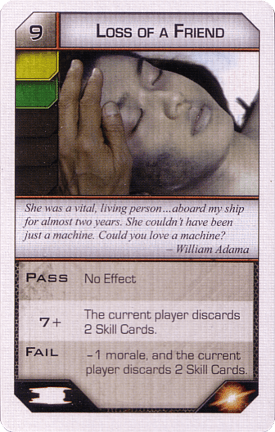 9
LOSS OF A FRIEND
She was a vital, living person...aboard my ship
for almost two years. She couldn't have been
just a machine. Could you love a machine?
– William Adama
PASS No Effect
7+ The current player discards
2 Skill Cards.
FAIL -1 morale, and the current
player discards 2 Skill Cards.